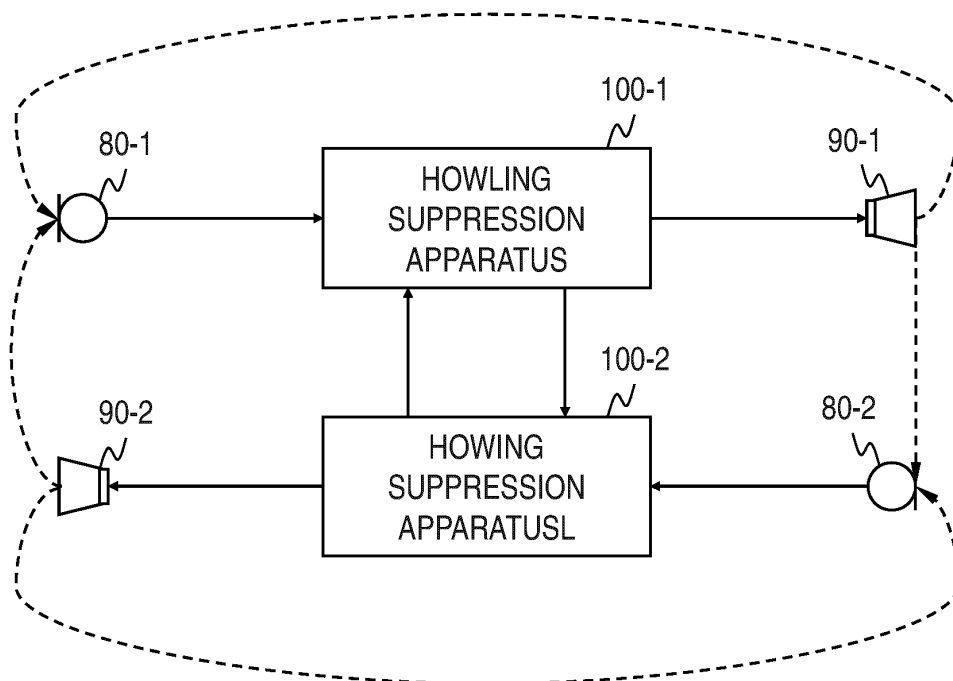 100-1
80-1
90-1
HOWLING
SUPPRESSION
APPARATUS
100-2
90-2
80-2
HOWING
SUPPRESSION
APPARATUSL